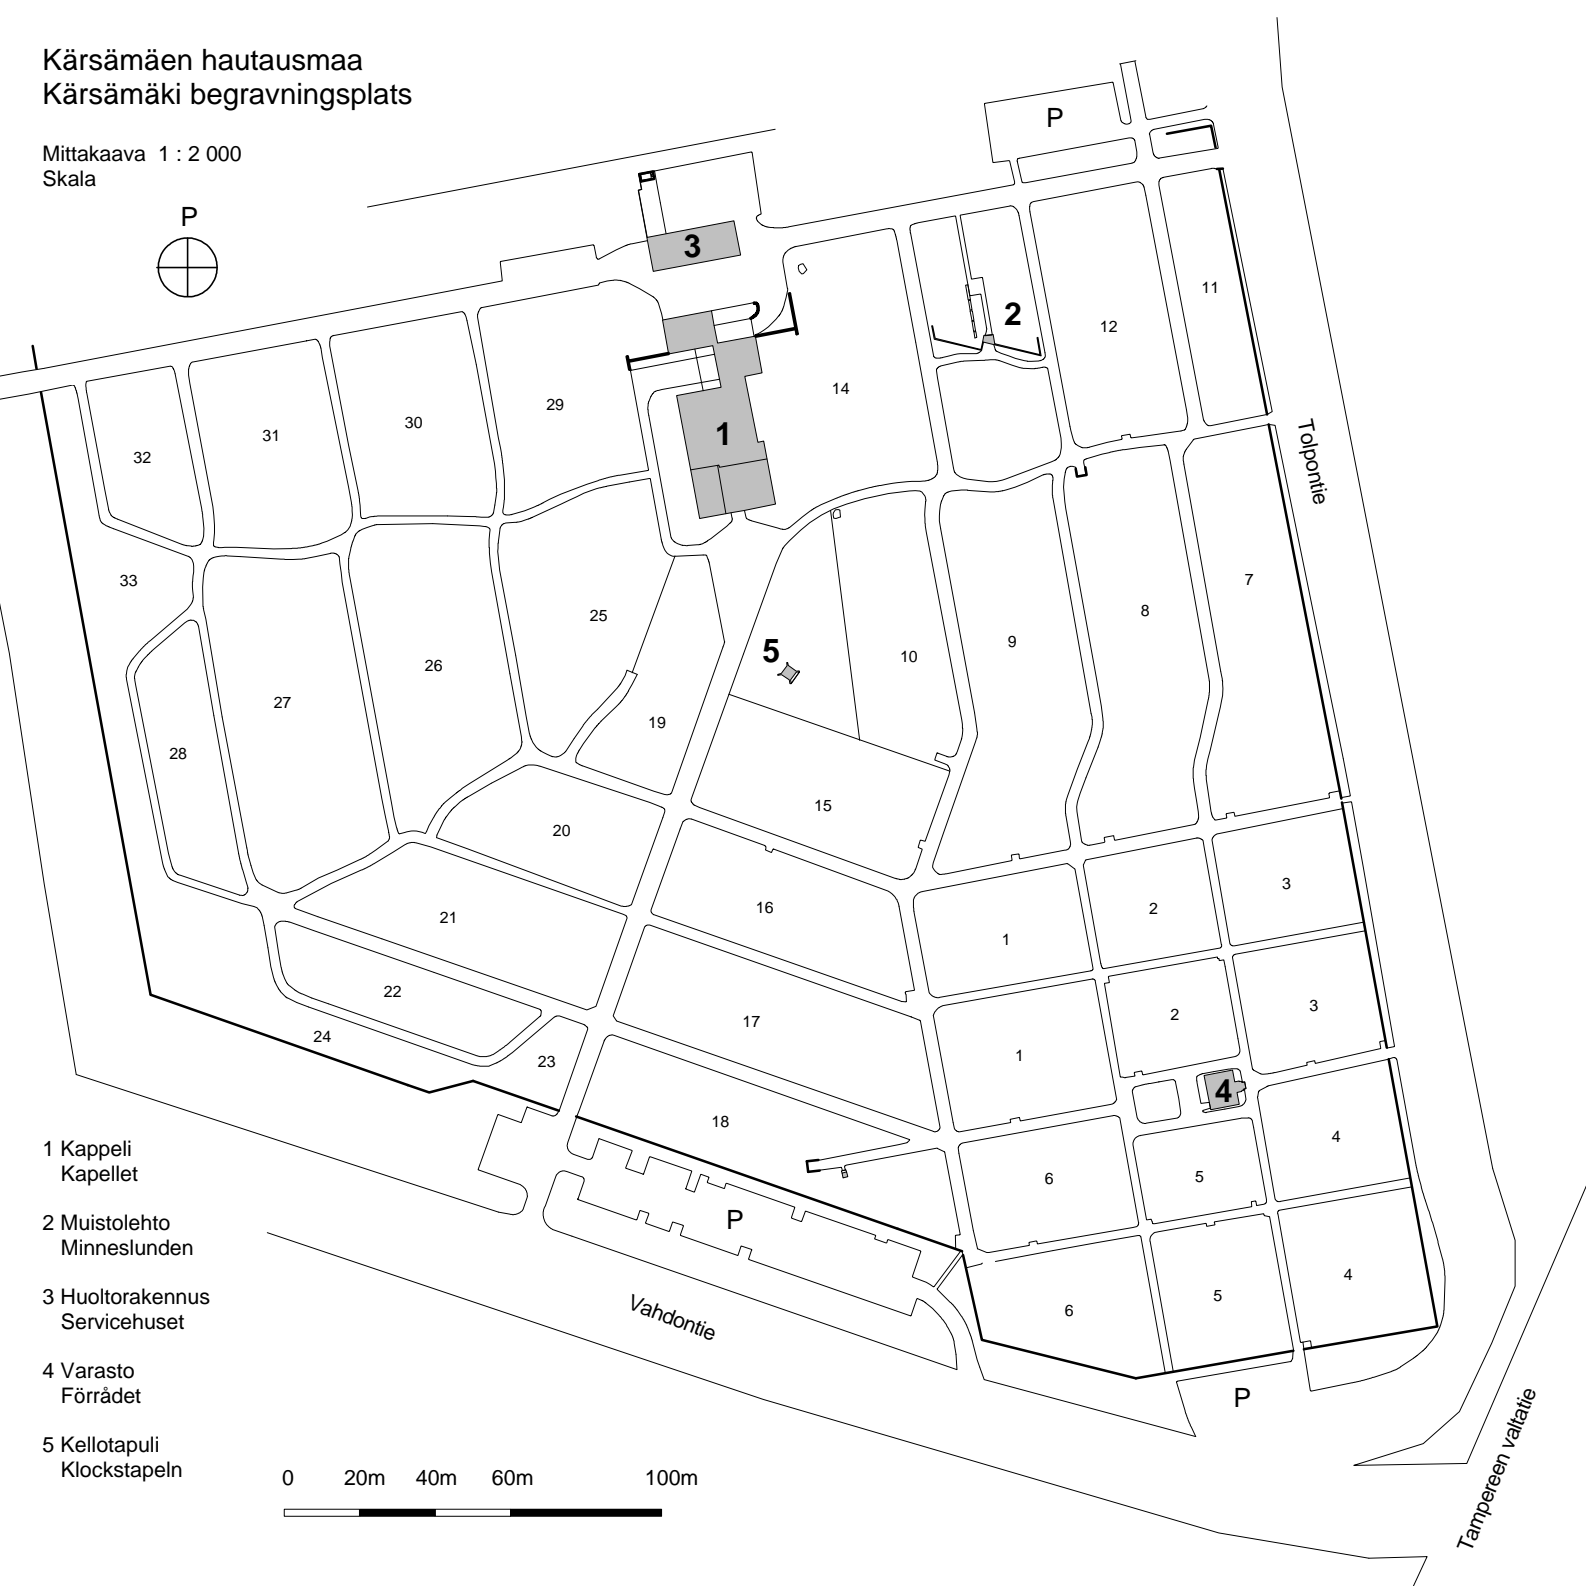 Kärsämäen hautausmaa
Kärsämäki begravningsplats
Mittakaava 1 : 2 000
Skala
P
P
3
2
11
12
14
29
30
31
32
1
Tolpontie
33
7
8
9
10
5
25
26
27
28
19
15
20
16
21
22
24
23
17
18
1
2
3
1
2
3
4
4
6
5
4
6
5
P
Vahdontie
P
Tampereen valtatie
1 Kappeli
Kapellet
2 Muistolehto
Minneslunden
3 Huoltorakennus
Servicehuset
4 Varasto
Förrådet
5 Kellotapuli
Klockstapeln
0 20m 40m 60m 100m